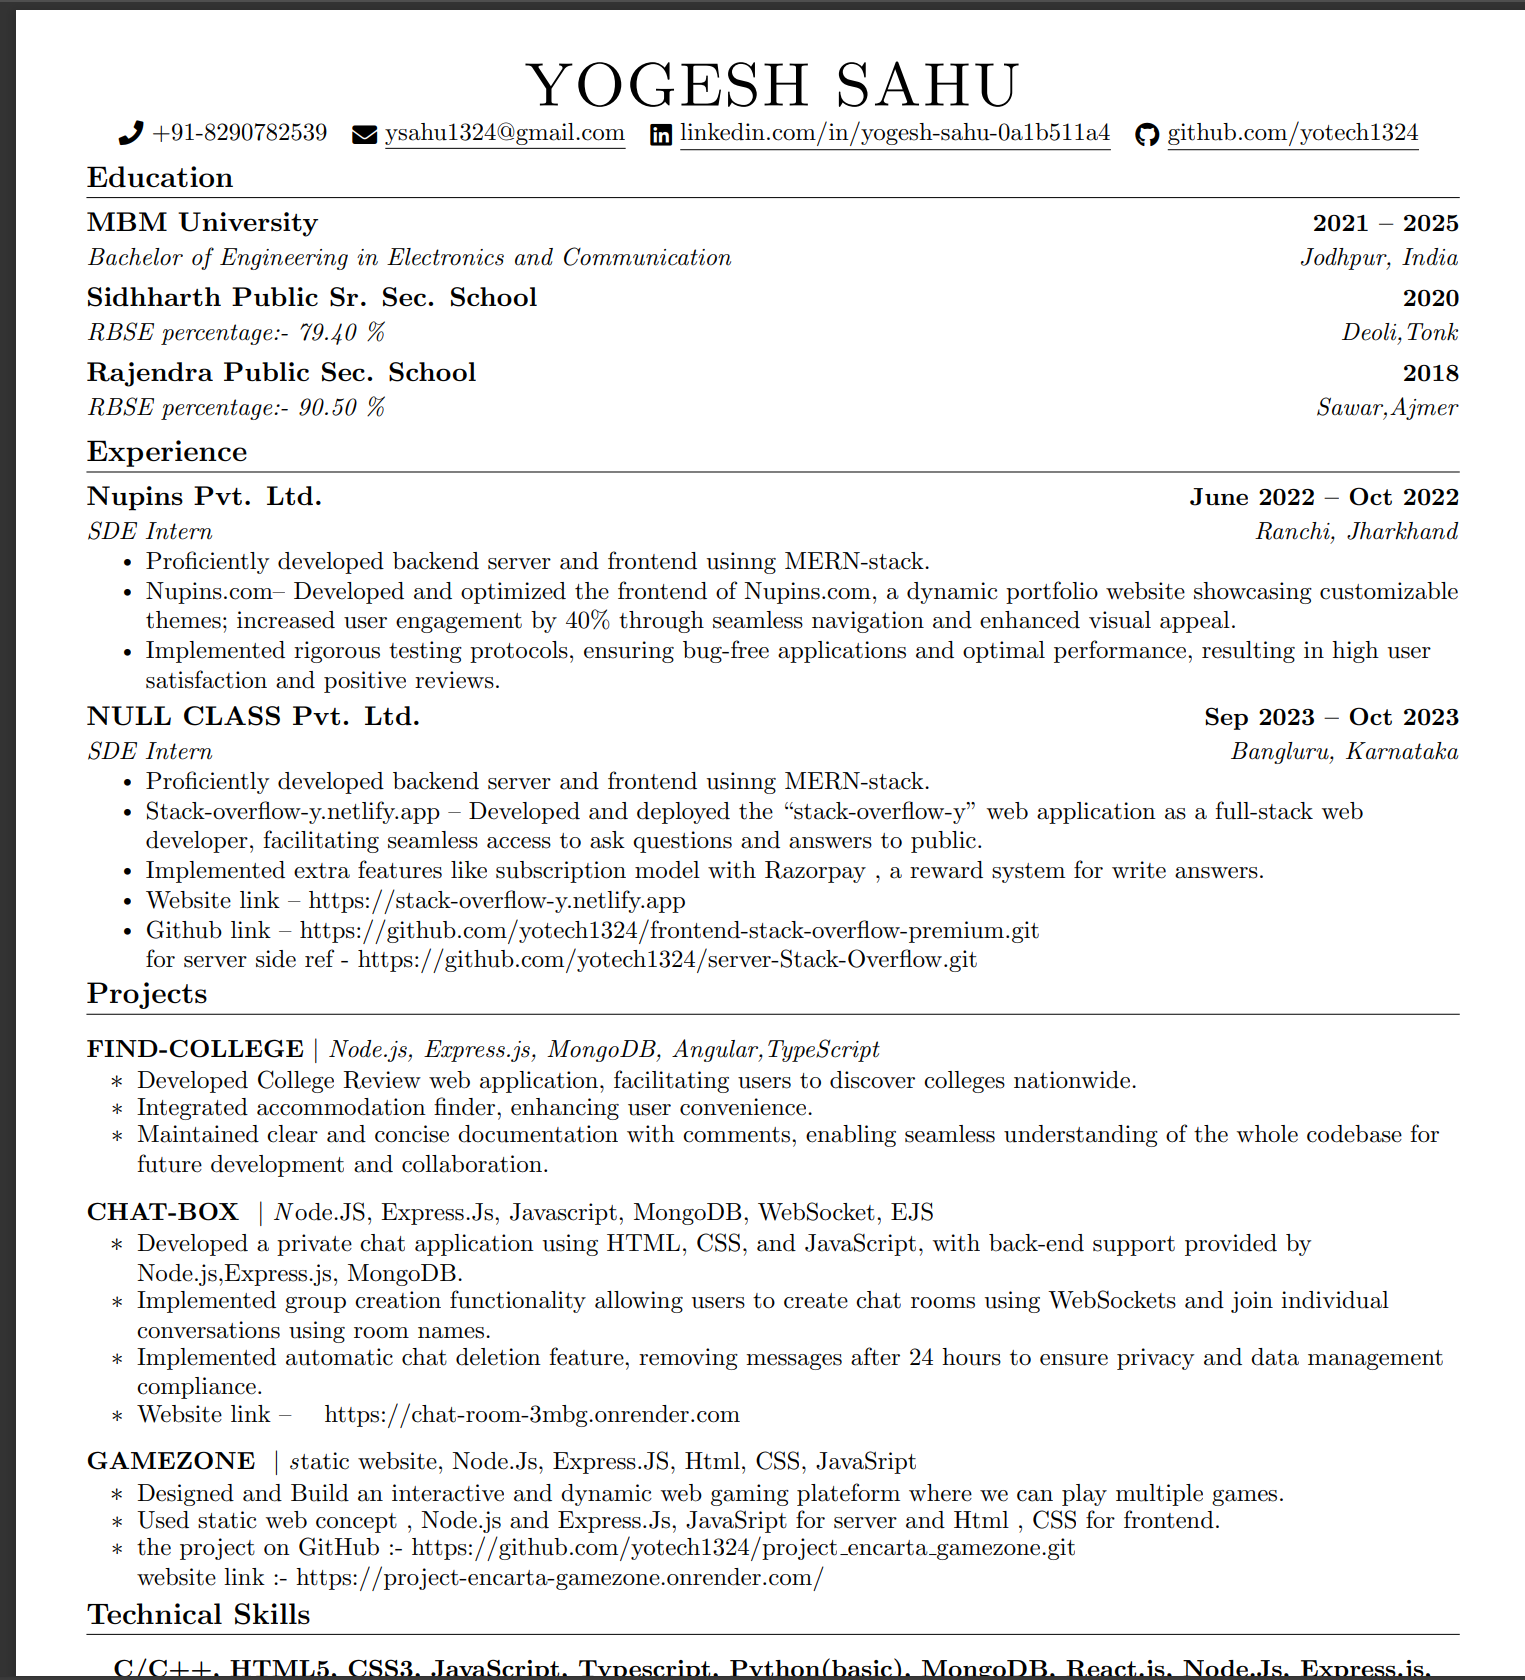 YOGESH SAHU
+91-8290782539 ysahu1324@gmail.com linkedin.com/in/yogesh-sahu-0a1b511a4 github.com/yotech1324
Education
MBM University 2021 – 2025
Bachelor of Engineering in Electronics and Communication Jodhpur, India
Sidhharth Public Sr. Sec. School 2020
RBSE percentage:- 79.40 % Deoli,Tonk
Rajendra Public Sec. School 2018
RBSE percentage:- 90.50 % Sawar,Ajmer
Experience
Nupins Pvt. Ltd. June 2022 – Oct 2022
SDE Intern Ranchi, Jharkhand
• Proficiently developed backend server and frontend usinng MERN-stack.
• Nupins.com– Developed and optimized the frontend of Nupins.com, a dynamic portfolio website showcasing customizable
themes; increased user engagement by 40% through seamless navigation and enhanced visual appeal.
• Implemented rigorous testing protocols, ensuring bug-free applications and optimal performance, resulting in high user
satisfaction and positive reviews.
NULL CLASS Pvt. Ltd. Sep 2023 – Oct 2023
SDE Intern Bangluru, Karnataka
• Proficiently developed backend server and frontend usinng MERN-stack.
• Stack-overflow-y.netlify.app – Developed and deployed the “stack-overflow-y” web application as a full-stack web
developer, facilitating seamless access to ask questions and answers to public.
• Implemented extra features like subscription model with Razorpay , a reward system for write answers.
• Website link – https://stack-overflow-y.netlify.app
• Github link – https://github.com/yotech1324/frontend-stack-overflow-premium.git
for server side ref - https://github.com/yotech1324/server-Stack-Overflow.git
Projects
FIND-COLLEGE | Node.js, Express.js, MongoDB, Angular,TypeScript
∗ Developed College Review web application, facilitating users to discover colleges nationwide.
∗ Integrated accommodation finder, enhancing user convenience.
∗ Maintained clear and concise documentation with comments, enabling seamless understanding of the whole codebase for
future development and collaboration.
CHAT-BOX | Node.JS, Express.Js, Javascript, MongoDB, WebSocket, EJS
∗ Developed a private chat application using HTML, CSS, and JavaScript, with back-end support provided by
Node.js,Express.js, MongoDB.
∗ Implemented group creation functionality allowing users to create chat rooms using WebSockets and join individual
conversations using room names.
∗ Implemented automatic chat deletion feature, removing messages after 24 hours to ensure privacy and data management
compliance.
∗ Website link – https://chat-room-3mbg.onrender.com
GAMEZONE | static website, Node.Js, Express.JS, Html, CSS, JavaSript
∗ Designed and Build an interactive and dynamic web gaming plateform where we can play multiple games.
∗ Used static web concept , Node.js and Express.Js, JavaSript for server and Html , CSS for frontend.
∗ the project on GitHub :- https://github.com/yotech1324/project_encarta_gamezone.git
website link :- https://project-encarta-gamezone.onrender.com/
Technical Skills
C/C++, HTML5, CSS3, JavaScript, Typescript, Python(basic), MongoDB, React.js, Node.Js, Express.js,